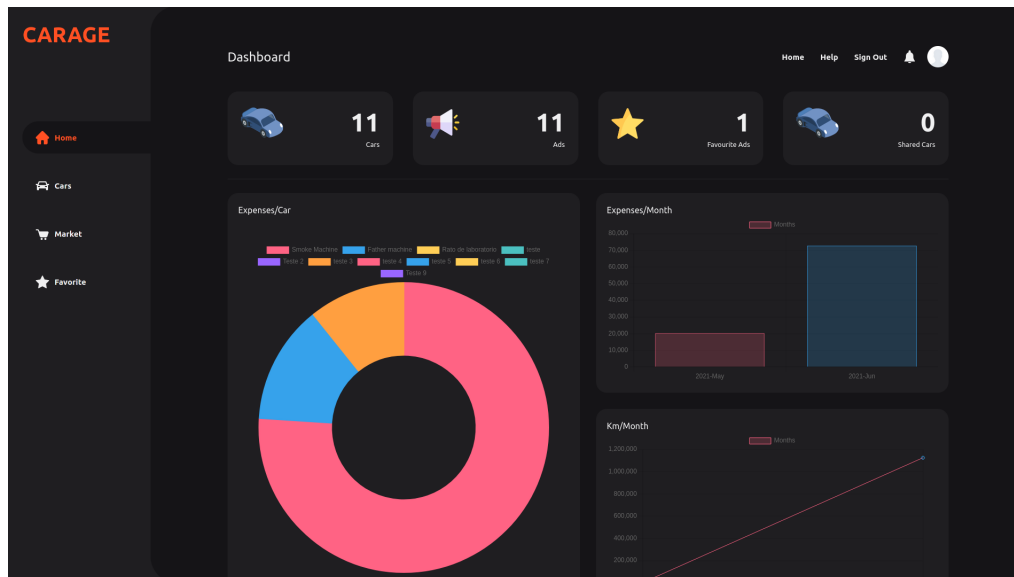 CARAGE
Home
Cars
Market
Favorite
Dashboard
Home Help Sign Out
11
Cars
11
Ads
1
Favourite Ads
0
Shared Cars
Expenses/Car
Smoke Machine Father machine Rato de laboratorio tesse
Teste 2 teste 3 teste 4 teste 5 teste 6 teste 7
Teste 9
Expenses/Month
Months
80,000
70,000
60,000
50,000
40,000
30,000
20,000
10,000
0
2021-May 2021-Jun
Km/Month
Months
1,200,000
1,000,000
800,000
600,000
400,000
200,000